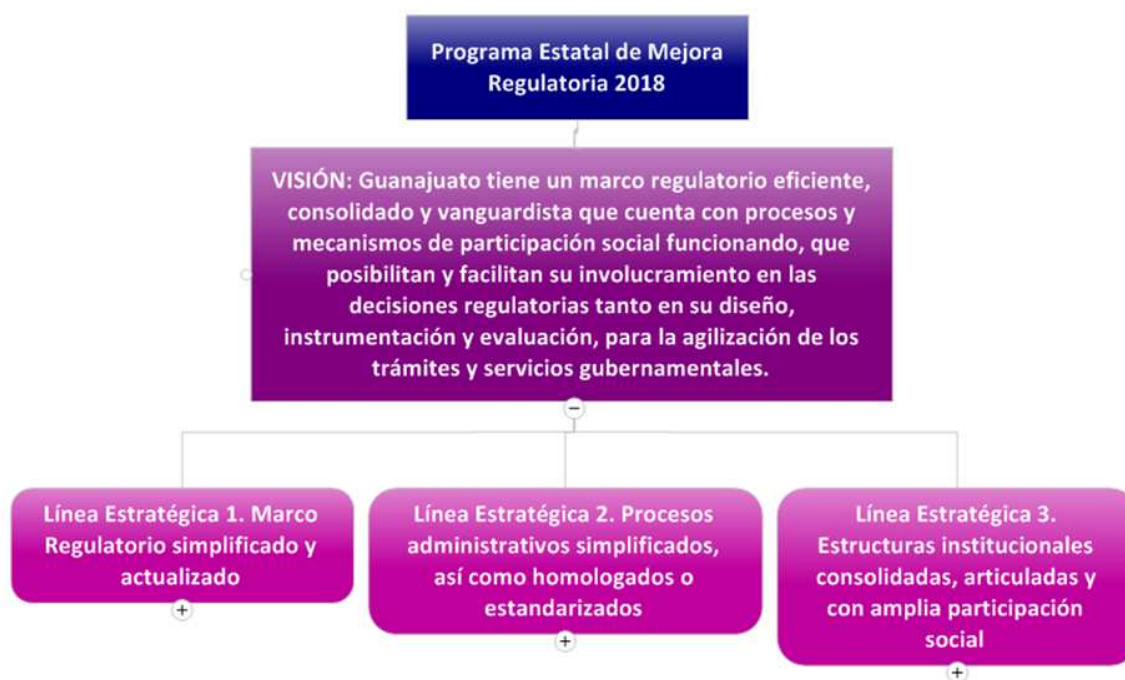 Programa Estatal de Mejora
Regulatoria 2018
VISIÓN: Guanajuato tiene un marco regulatorio eficiente,
consolidado y vanguardista que cuenta con procesos y
mecanismos de participación social funcionando, que
posibilitan y facilitan su involucramiento en las
decisiones regulatorias tanto en su diseño,
instrumentación y evaluación, para la agilización de los
trámites y servicios gubernamentales.
Línea Estratégica 1. Marco
Regulatorio simplificado y
actualizado
Línea Estratégica 2. Procesos
administrativos simplificados,
así como homologados o
estandarizados
Línea Estratégica 3.
Estructuras institucionales
consolidadas, articuladas y
con amplia participación
social